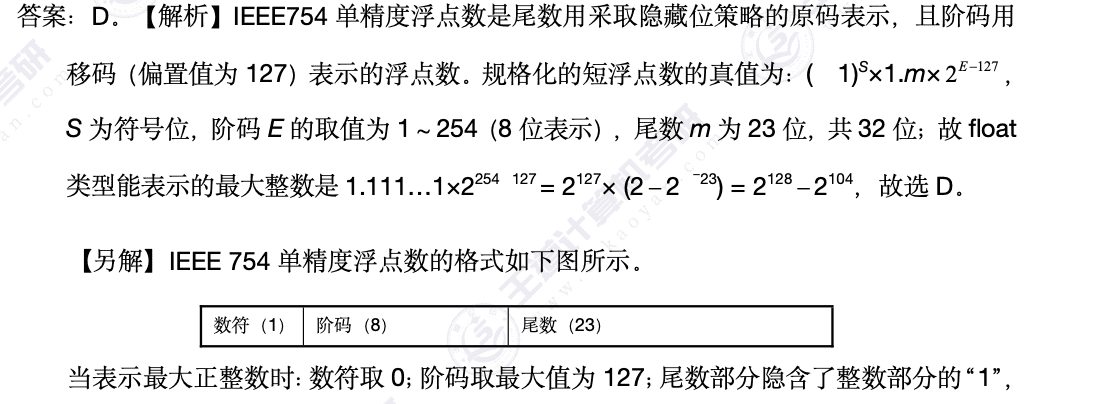 答案：D。【解析】IEEE754 单精度浮点数是尾数用采取隐藏位策略的原码表示，且阶码用
移码（偏置值为 127）表示的浮点数。规格化的短浮点数的真值为：( 1)^S×1.m× 2^{E−127}，
S 为符号位，阶码 E 的取值为 1 ~ 254（8 位表示），尾数 m 为 23 位，共 32 位；故 float
类型能表示的最大整数是 1.111…1×2^{254 127} = 2^{127}× (2 – 2 ^{−23}) = 2^{128} – 2^{104}，故选 D。
【另解】IEEE 754 单精度浮点数的格式如下图所示。
数符（1） 阶码（8） 尾数（23）
当表示最大正整数时：数符取 0；阶码取最大值为 127；尾数部分隐含了整数部分的“1”，